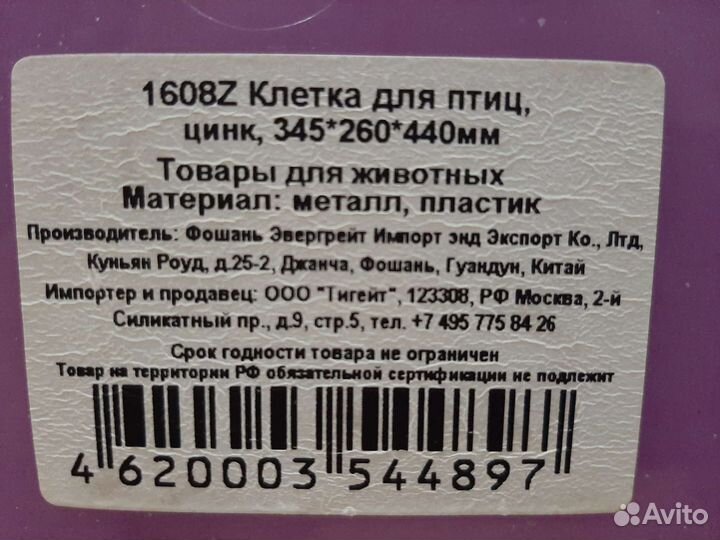 1608Z Клетка для птиц,
цинк, 345*260*440мм
Товары для животных
Материал: металл, пластик
Производитель: Фошань Эвергрейт Импорт энд Экспорт Ко., Лтд,
Куньян Роуд, д.25-2, Джанча, Фошань, Гуандун, Китай
Импортер и продавец: ООО "Тигейт", 123308, РФ Москва, 2-й
Силикатный пр., д.9, стр.5, тел. +7 495 775 84 26
Срок годности товара не ограничен
Товар на территории РФ обязательной сертификации не подлежит
4 620003 544897
Avito